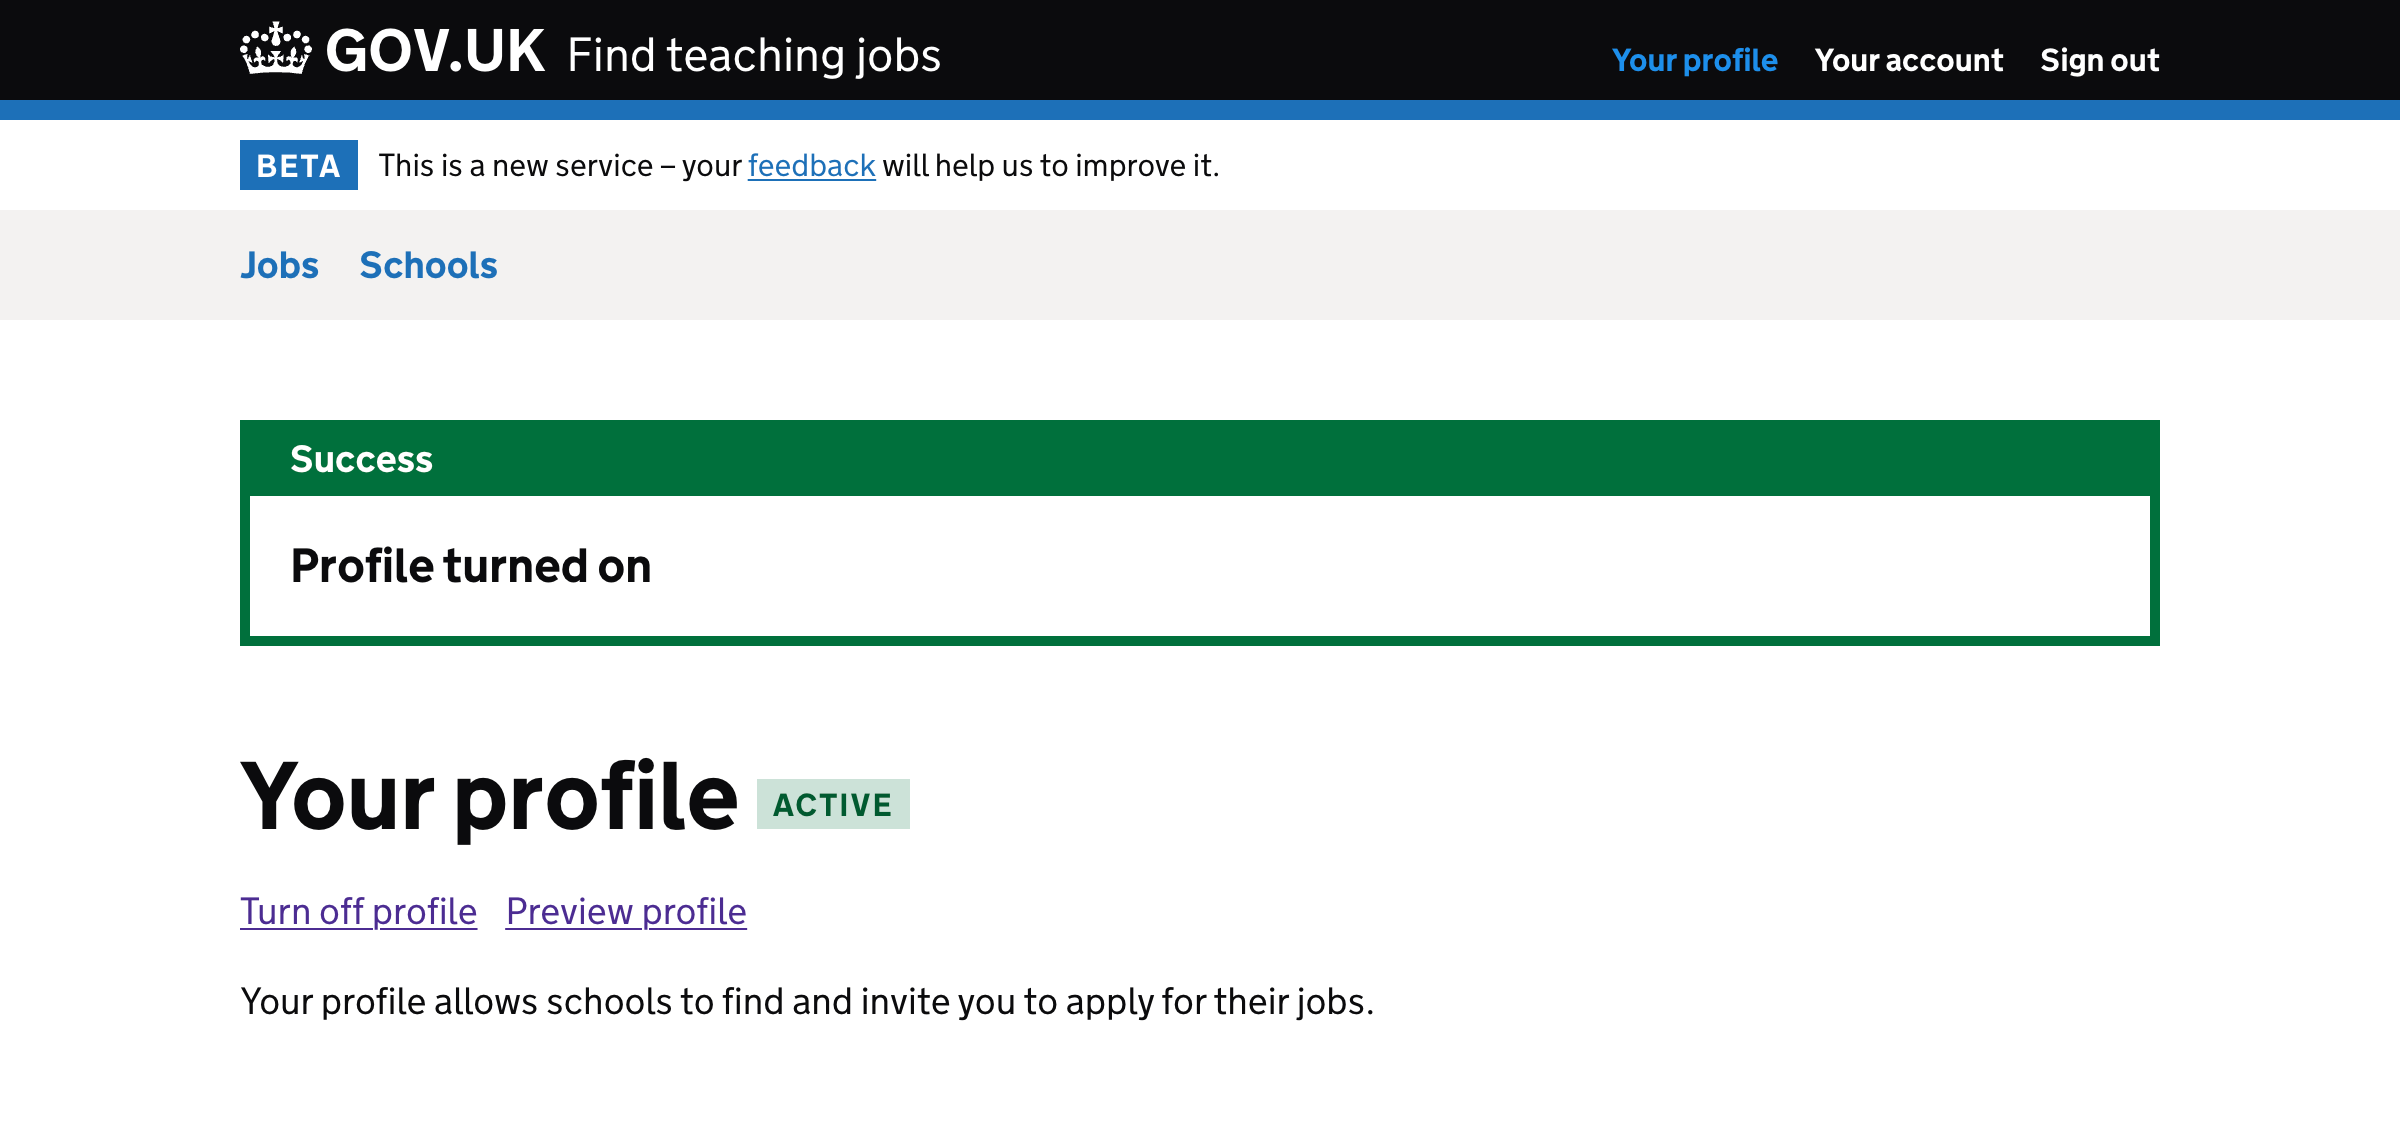 GOV.UK Find teaching jobs Your profile Your account Sign out
BETA This is a new service – your feedback will help us to improve it.
Jobs Schools
Success
Profile turned on
Your profile ACTIVE
Turn off profile Preview profile
Your profile allows schools to find and invite you to apply for their jobs.